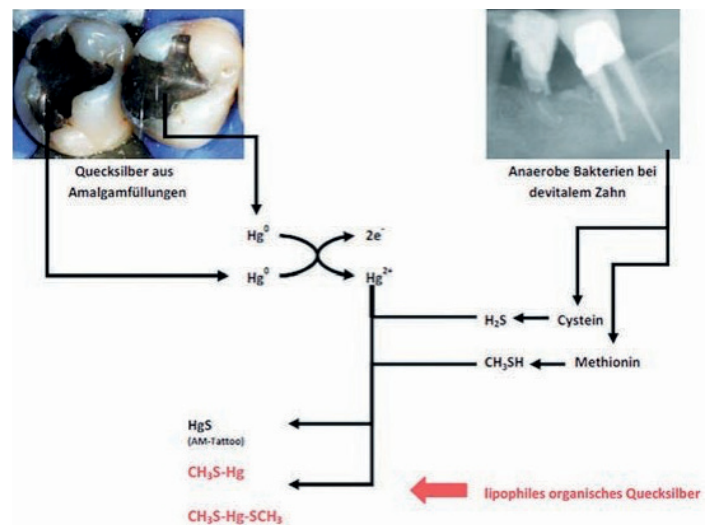 Quecksilber aus
Amalgamfüllungen
Anaerobe Bakterien bei
devitalem Zahn
Hg⁰
2e⁻
Hg⁰
Hg²⁺
H₂S
Cystein
CH₃SH
Methionin
HgS
(AM-Tattoo)
CH₃S-Hg
lipophiles organisches Quecksilber
CH₃S-Hg-SCH₃